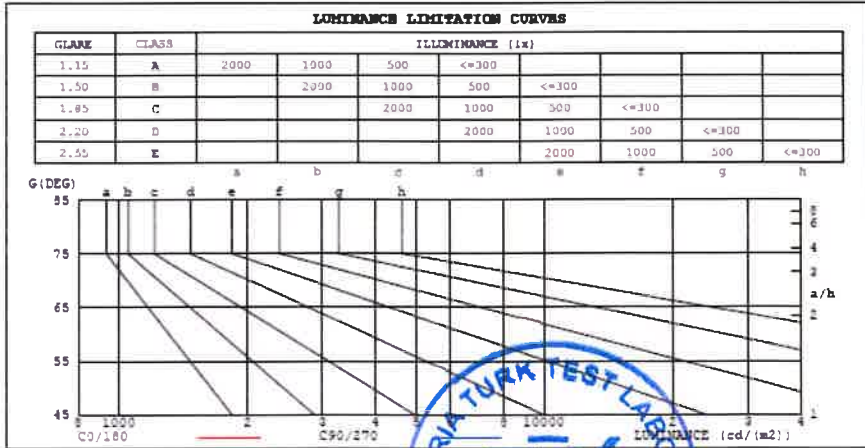 LUMINANCE LIMITATION CURVES
GLARE CLASS ILLUMINANCE (lx)
1.15 A 2000 1000 500 <=300
1.50 B 2000 1000 500 <=300
1.85 C 2000 1000 500 <=300
2.20 D 2000 1000 500 <=300
2.55 E 2000 1000 500 <=300
a b c d e f g h
G(DEG) a b c d e f g h
85
8
6
75 4
2
a/h
65 2
55
45 1
8 1000 2 3 4 5 6 8 10000 2 3 4
C0/180 C90/270 LUMINANCE (cd/(m2))
TURK TEST LAB